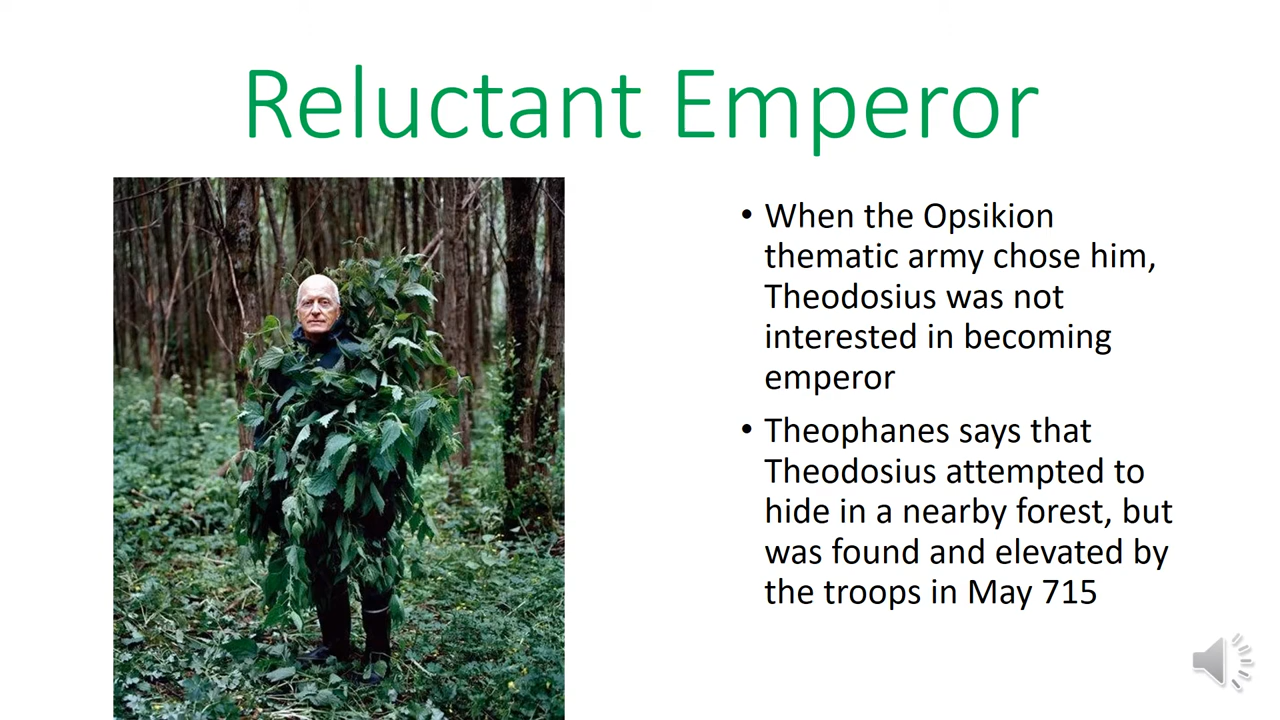 Reluctant Emperor
• When the Opsikion
thematic army chose him,
Theodosius was not
interested in becoming
emperor
• Theophanes says that
Theodosius attempted to
hide in a nearby forest, but
was found and elevated by
the troops in May 715